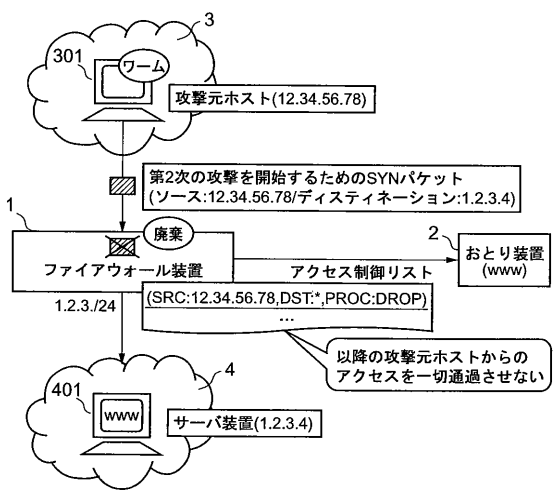 3
301
ワーム
攻撃元ホスト(12.34.56.78)
第2次の攻撃を開始するためのSYNパケット
(ソース:12.34.56.78/ディスティネーション:1.2.3.4)
1
廃棄
ファイアウォール装置
2
おとり装置
(www)
アクセス制御リスト
1.2.3./24
(SRC:12.34.56.78,DST:*,PROC:DROP)
...
以降の攻撃元ホストからの
アクセスを一切通過させない
4
401
www
サーバ装置(1.2.3.4)